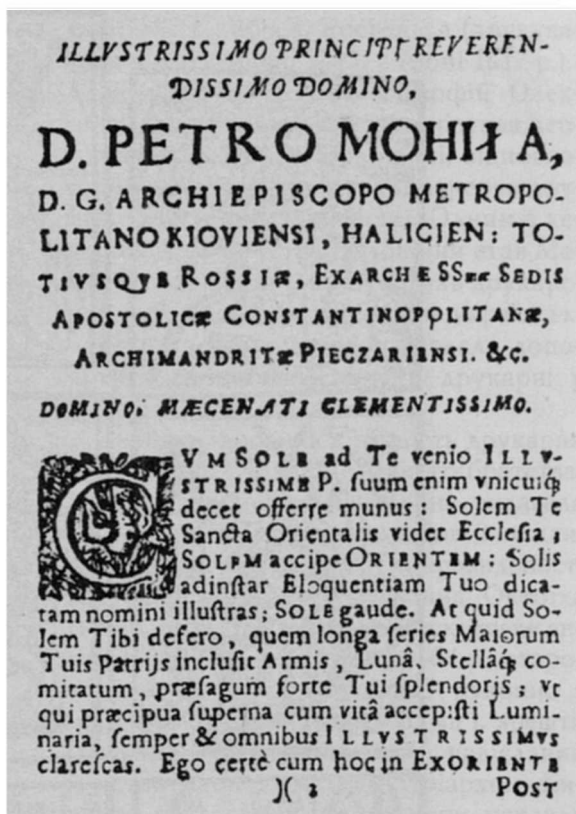 ILLVSTRISSIMO PRINCIPI REVEREN-
DISSIMO DOMINO,
D. PETRO MOHIłA,
D. G. ARCHIEPISCOPO METROPO-
LITANO KIOVIENSI, HALICIEN: TO-
TIVSQVE ROSSIÆ, EXARCHE SSÆ SEDIS
APOSTOLICÆ CONSTANTINOPOLITANÆ,
ARCHIMANDRITÆ PIECZARIENSI. &c.
DOMINO; MÆCENATI CLEMENTISSIMO.
CVM SOLE ad Te venio ILLV-
STRISSIME P. ſuum enim vnicuiq́;
decet offerre munus : Solem Te
Sancta Orientalis videt Eccleſia ;
SOLEM accipe ORIENTEM : Solis
adinſtar Eloquentiam Tuo dica-
tam nomini illuſtras ; SOLE gaude. At quid So-
lem Tibi defero, quem longa ſeries Maiorum
Tuis Patrijs incluſit Armis, Lunâ, Stellâq́; co-
mitatum, præſagum forte Tui ſplendoris ; vt
qui præcipua ſuperna cum vitâ accepiſti Lumi-
naria, ſemper & omnibus ILLVSTRISSIMVS
clareſcas. Ego certè cum hoc in EXORIENTE
)( 2 POST